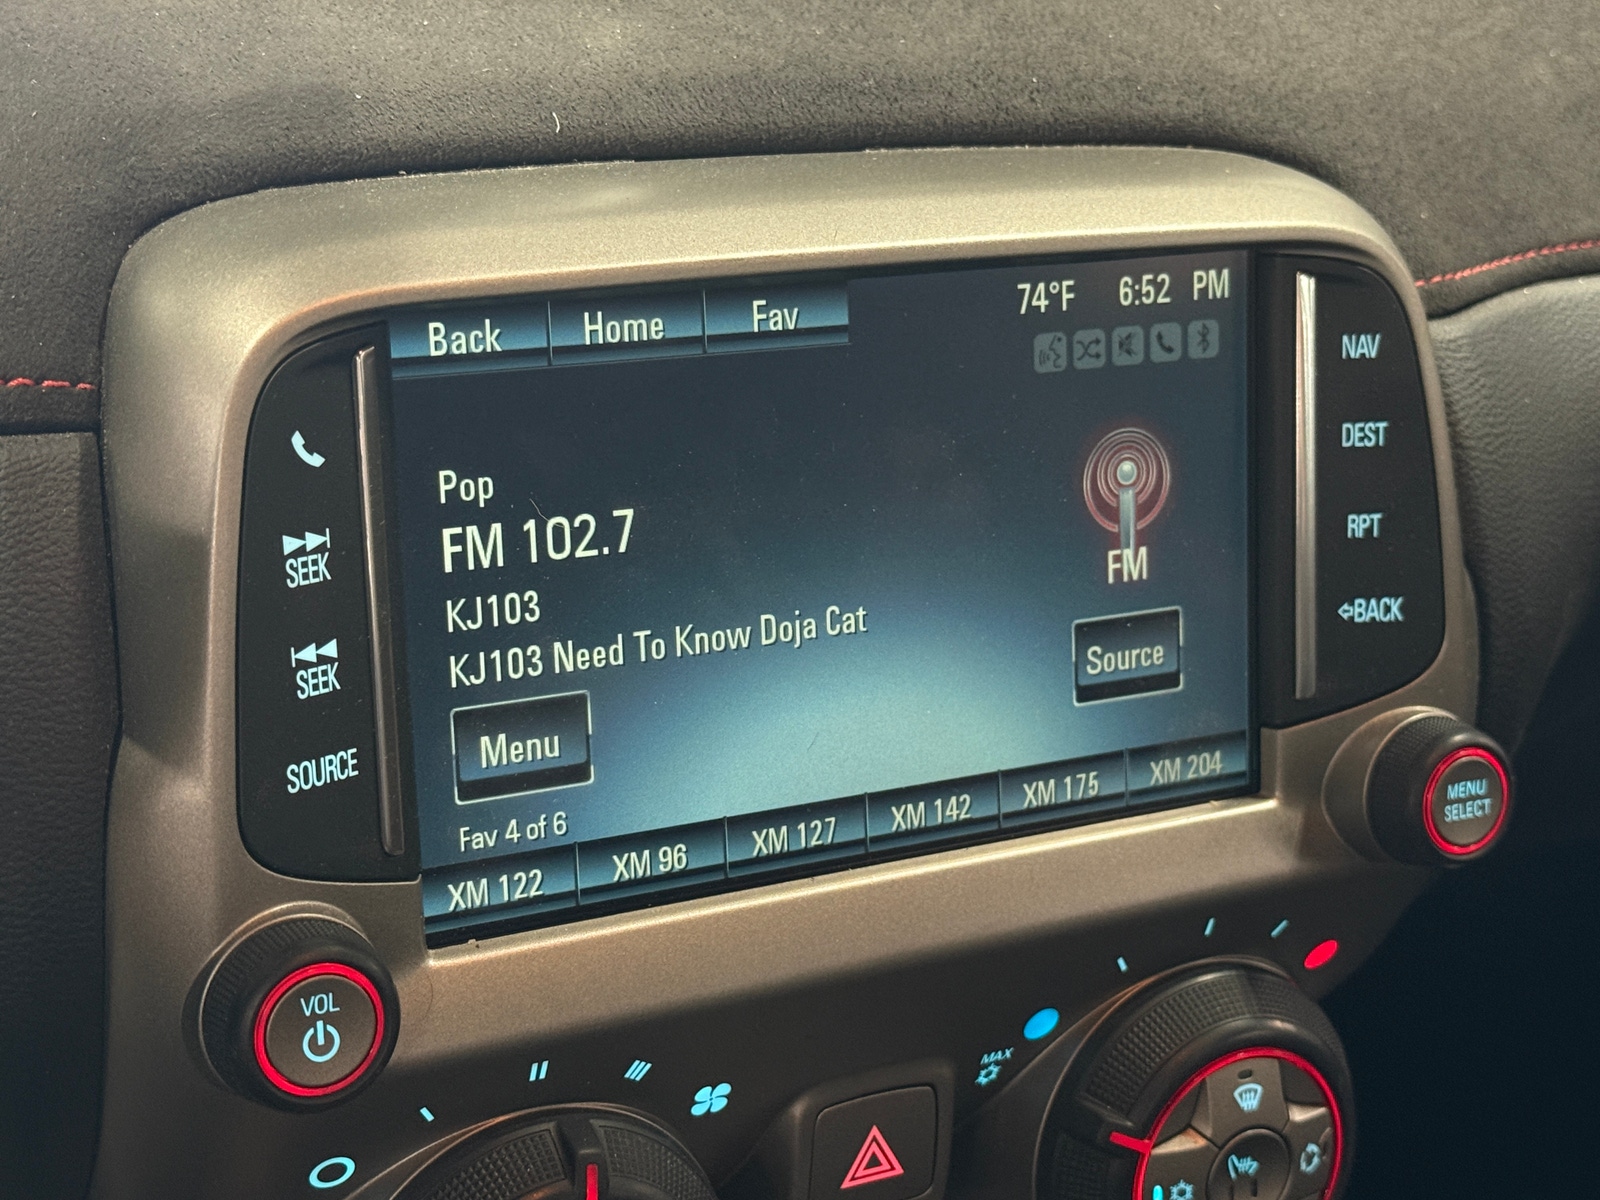 Back Home Fav
74°F 6:52 PM
Pop
FM 102.7
KJ103
KJ103 Need To Know Doja Cat
FM
Source
Menu
Fav 4 of 6
XM 122 XM 96 XM 127 XM 142 XM 175 XM 204
SEEK
SEEK
SOURCE
NAV
DEST
RPT
BACK
MENU
SELECT
VOL
MAX